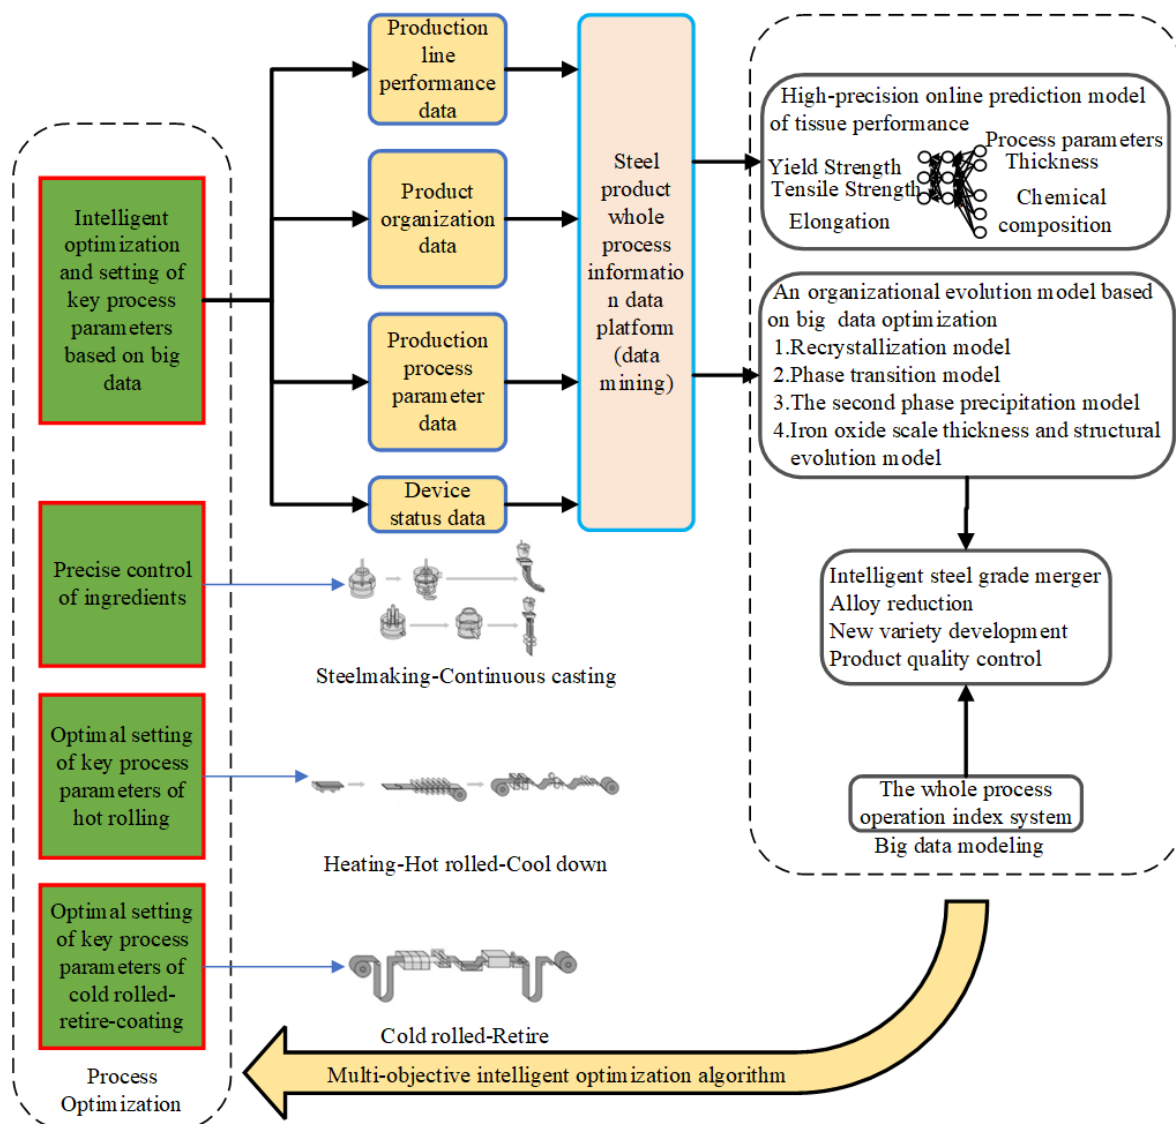 Production
line
performance
data
Product
organization
data
Production
process
parameter
data
Device
status data
Steel
product
whole
process
informatio
n data
platform
(data
mining)
High-precision online prediction model
of tissue performance
Process parameters
Thickness
Yield Strength
Tensile Strength
Chemical
composition
Elongation
An organizational evolution model based
on big data optimization
1.Recrystallization model
2.Phase transition model
3.The second phase precipitation model
4.Iron oxide scale thickness and structural
evolution model
Intelligent steel grade merger
Alloy reduction
New variety development
Product quality control
The whole process
operation index system
Big data modeling
Intelligent
optimization
and setting of
key process
parameters
based on big
data
Precise control
of ingredients
Optimal setting
of key process
parameters of
hot rolling
Optimal setting
of key process
parameters of
cold rolled-
retire-coating
Process
Optimization
Steelmaking-Continuous casting
Heating-Hot rolled-Cool down
Cold rolled-Retire
Multi-objective intelligent optimization algorithm